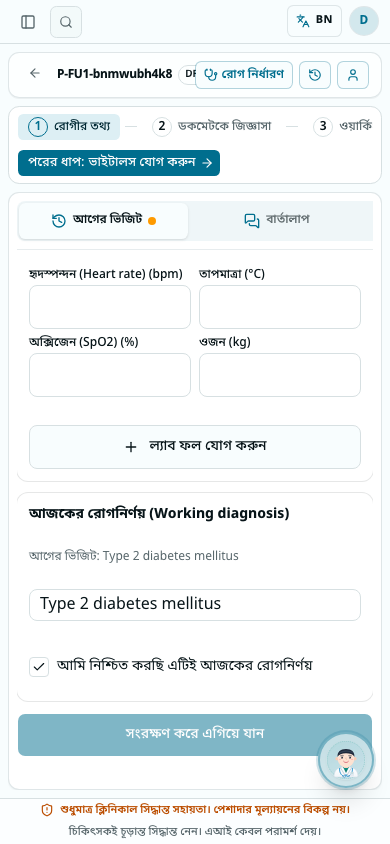 BN
D
P-FU1-bnmwubh4k8
রোগ নির্ধারণ
1 রোগীর তথ্য
2 ডকমেটকে জিজ্ঞাসা
3 ওয়ার্কি
পরের ধাপ: ভাইটালস যোগ করুন →
আগের ভিজিট
বার্তালাপ
হৃদস্পন্দন (Heart rate) (bpm)
তাপমাত্রা (°C)
অক্সিজেন (SpO2) (%)
ওজন (kg)
+ ল্যাব ফল যোগ করুন
আজকের রোগনির্ণয় (Working diagnosis)
আগের ভিজিট: Type 2 diabetes mellitus
Type 2 diabetes mellitus
আমি নিশ্চিত করছি এটিই আজকের রোগনির্ণয়
সংরক্ষণ করে এগিয়ে যান
শুধুমাত্র ক্লিনিকাল সিদ্ধান্ত সহায়তা। পেশাদার মূল্যায়নের বিকল্প নয়।
চিকিৎসকই চূড়ান্ত সিদ্ধান্ত নেন। এআই কেবল পরামর্শ দেয়।